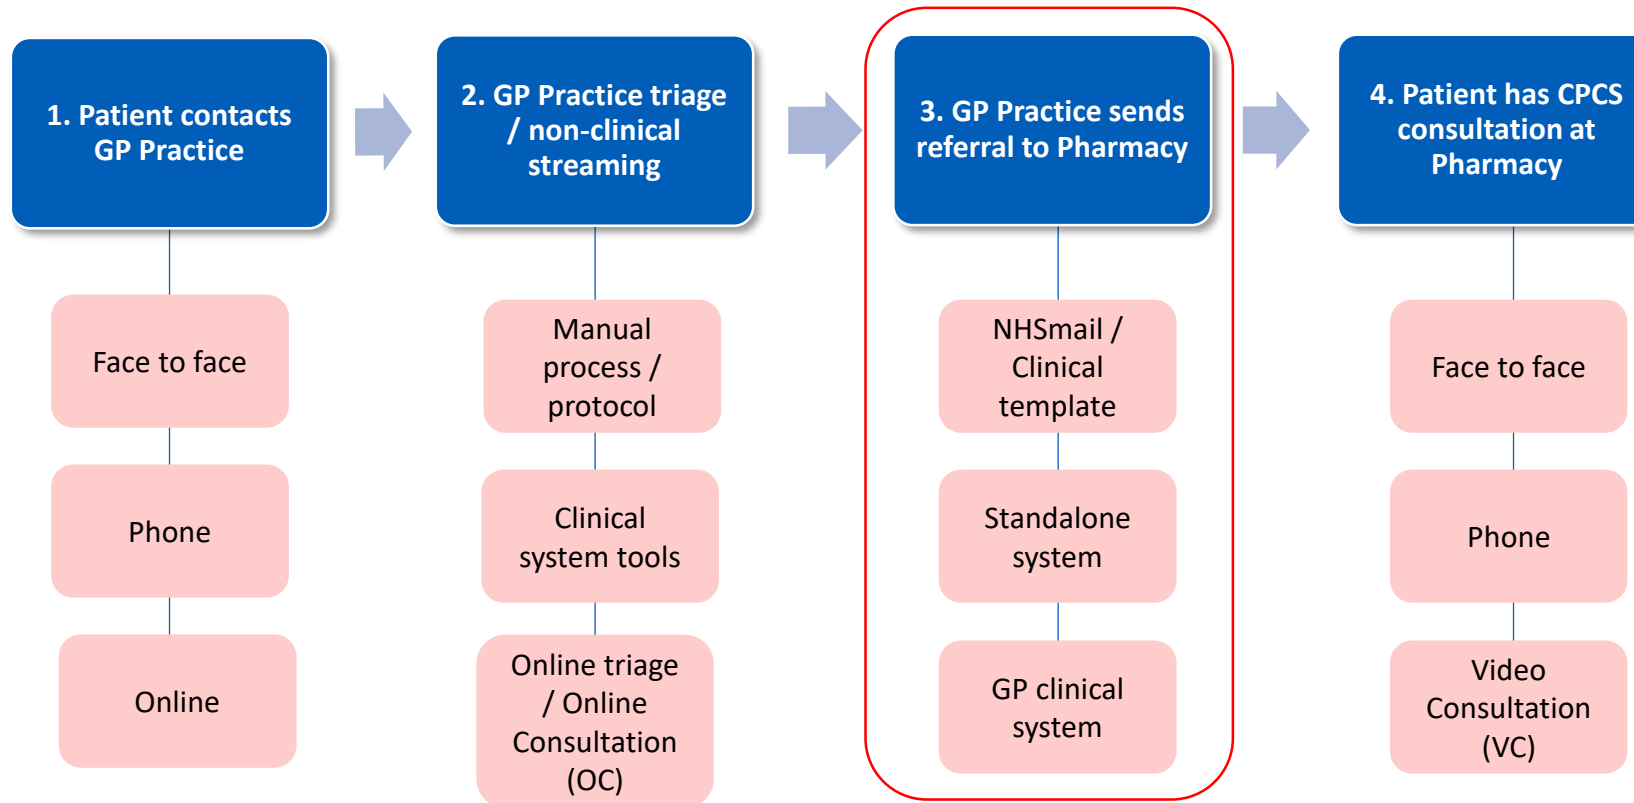 1. Patient contacts
GP Practice
2. GP Practice triage
/ non-clinical
streaming
3. GP Practice sends
referral to Pharmacy
4. Patient has CPCS
consultation at
Pharmacy
Face to face
Phone
Online
Manual
process /
protocol
Clinical
system tools
Online triage
/ Online
Consultation
(OC)
NHSmail /
Clinical
template
Standalone
system
GP clinical
system
Face to face
Phone
Video
Consultation
(VC)